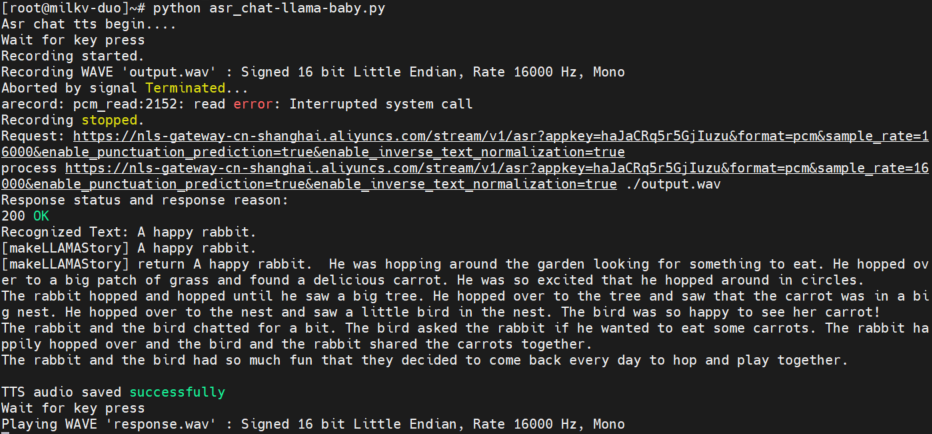 [root@milkv-duo]~# python asr_chat-llama-baby.py
Asr chat tts begin....
Wait for key press
Recording started.
Recording WAVE 'output.wav' : Signed 16 bit Little Endian, Rate 16000 Hz, Mono
Aborted by signal Terminated...
arecord: pcm_read:2152: read error: Interrupted system call
Recording stopped.
Request: https://nls-gateway-cn-shanghai.aliyuncs.com/stream/v1/asr?appkey=haJaCRq5r5GjIuzu&format=pcm&sample_rate=1
6000&enable_punctuation_prediction=true&enable_inverse_text_normalization=true
process https://nls-gateway-cn-shanghai.aliyuncs.com/stream/v1/asr?appkey=haJaCRq5r5GjIuzu&format=pcm&sample_rate=16
000&enable_punctuation_prediction=true&enable_inverse_text_normalization=true ./output.wav
Response status and response reason:
200 OK
Recognized Text: A happy rabbit.
[makeLLAMAStory] A happy rabbit.
[makeLLAMAStory] return A happy rabbit.  He was hopping around the garden looking for something to eat. He hopped ov
er to a big patch of grass and found a delicious carrot. He was so excited that he hopped around in circles.
The rabbit hopped and hopped until he saw a big tree. He hopped over to the tree and saw that the carrot was in a bi
g nest. He hopped over to the nest and saw a little bird in the nest. The bird was so happy to see her carrot!
The rabbit and the bird chatted for a bit. The bird asked the rabbit if he wanted to eat some carrots. The rabbit ha
ppily hopped over and the bird and the rabbit shared the carrots together.
The rabbit and the bird had so much fun that they decided to come back every day to hop and play together.
TTS audio saved successfully
Wait for key press
Playing WAVE 'response.wav' : Signed 16 bit Little Endian, Rate 16000 Hz, Mono